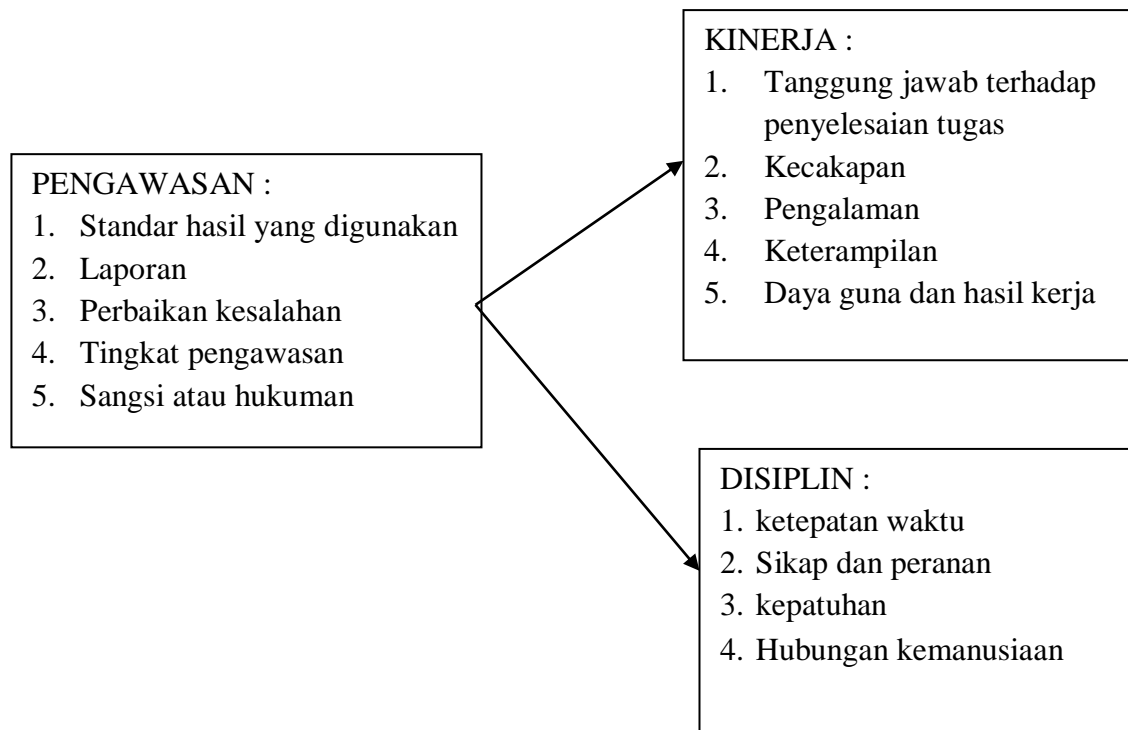 PENGAWASAN :
1. Standar hasil yang digunakan
2. Laporan
3. Perbaikan kesalahan
4. Tingkat pengawasan
5. Sangsi atau hukuman
KINERJA :
1. Tanggung jawab terhadap
penyelesaian tugas
2. Kecakapan
3. Pengalaman
4. Keterampilan
5. Daya guna dan hasil kerja
DISIPLIN :
1. ketepatan waktu
2. Sikap dan peranan
3. kepatuhan
4. Hubungan kemanusiaan